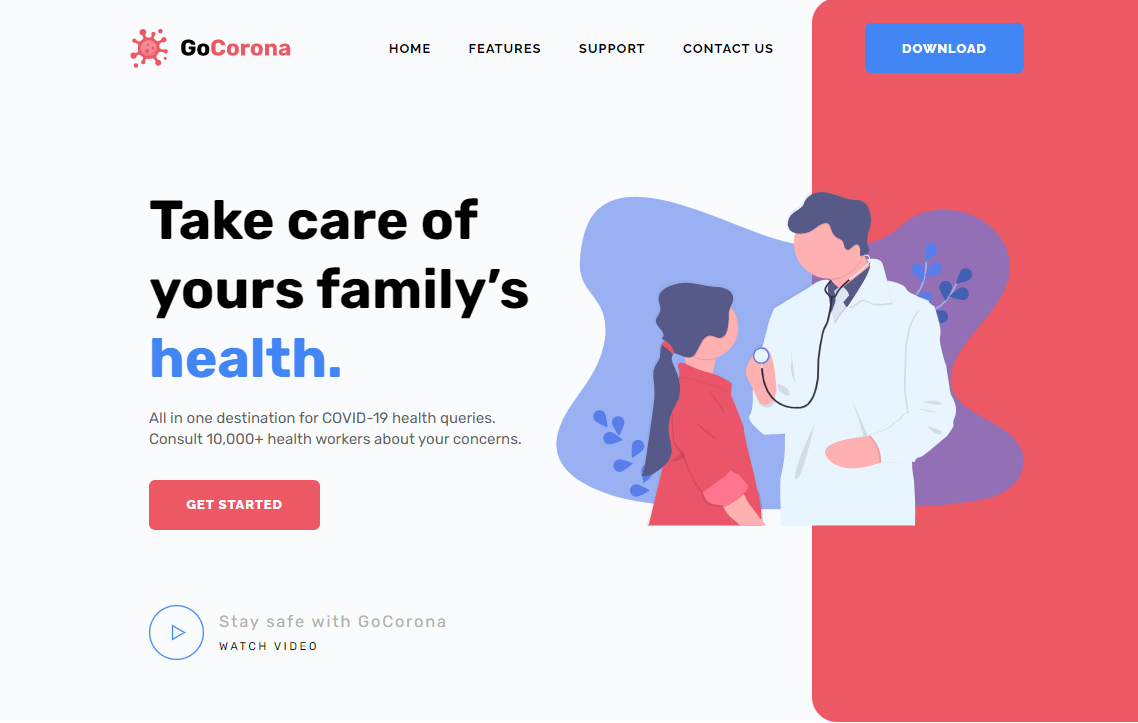 GoCorona
HOME FEATURES SUPPORT CONTACT US DOWNLOAD
Take care of
yours family’s
health.
All in one destination for COVID-19 health queries.
Consult 10,000+ health workers about your concerns.
GET STARTED
Stay safe with GoCorona
WATCH VIDEO